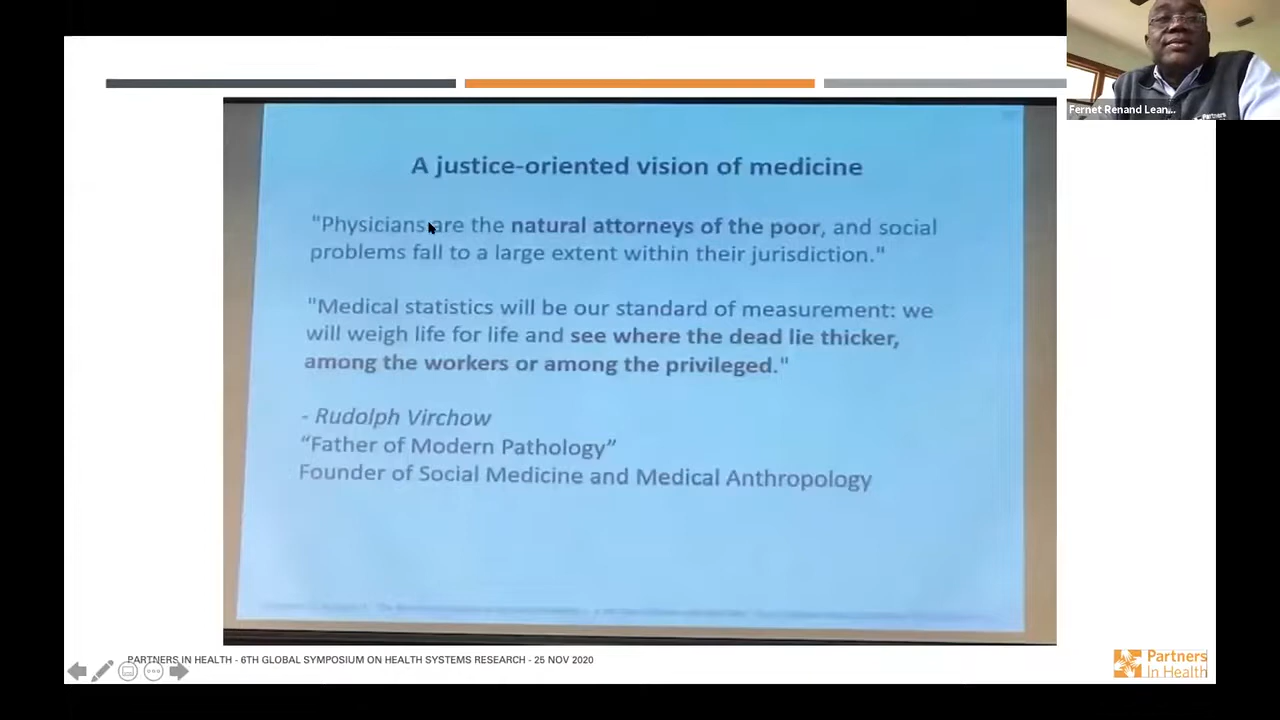 Fernet Renand Lean...
Partners
A justice-oriented vision of medicine
"Physicians are the natural attorneys of the poor, and social
problems fall to a large extent within their jurisdiction."
"Medical statistics will be our standard of measurement: we
will weigh life for life and see where the dead lie thicker,
among the workers or among the privileged."
- Rudolph Virchow
“Father of Modern Pathology”
Founder of Social Medicine and Medical Anthropology
PARTNERS IN HEALTH - 6TH GLOBAL SYMPOSIUM ON HEALTH SYSTEMS RESEARCH - 25 NOV 2020
Partners
In Health